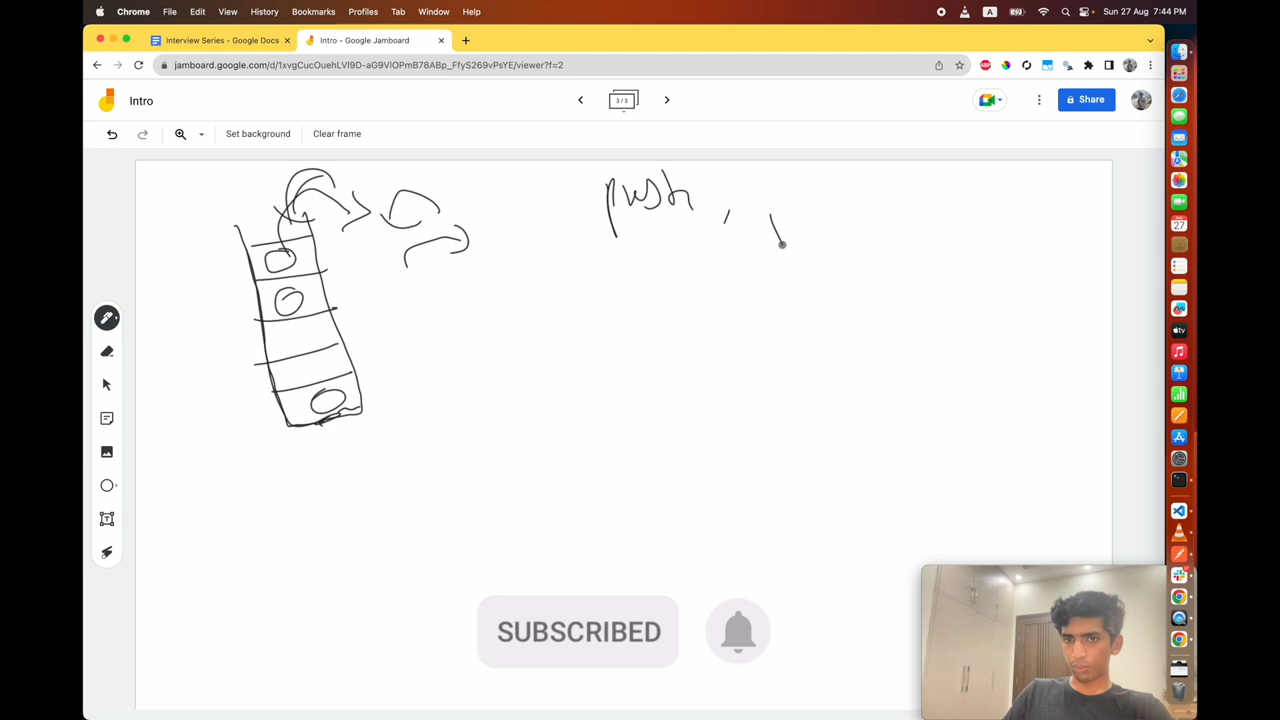 Chrome File Edit View History Bookmarks Profiles Tab Window Help
Sun 27 Aug 7:44 PM
Interview Series - Google Docs
Intro - Google Jamboard
jamboard.google.com/d/1xvgCucOuehLVI9D-aG9VlOPmB78ABp_FfyS269vPsYE/viewer?f=2
Intro
3/3
Share
Set background
Clear frame
push,
SUBSCRIBED